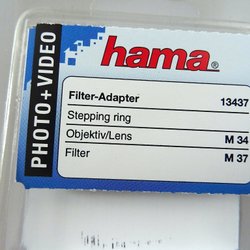 PHOTO+VIDEO
hama®
Filter-Adapter 13437
Stepping ring
Objektiv/Lens M 34
Filter M 37